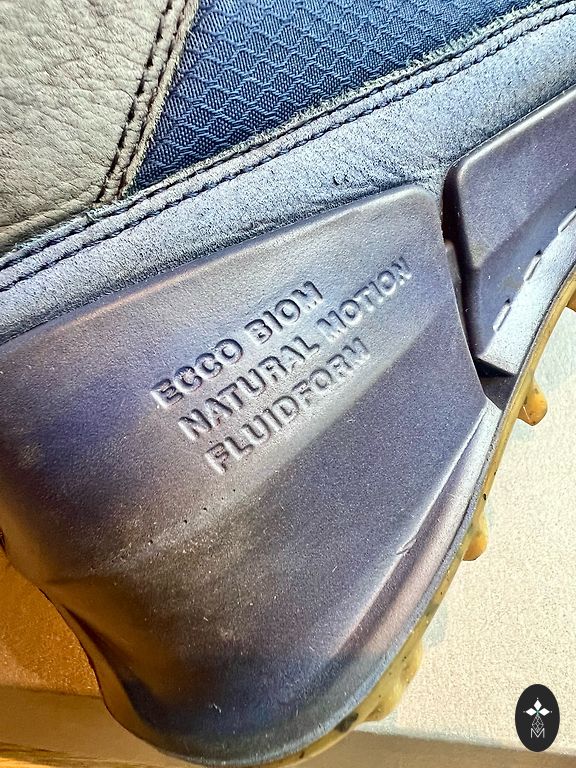 ECCO BIOM
NATURAL MOTION
FLUIDFORM
M